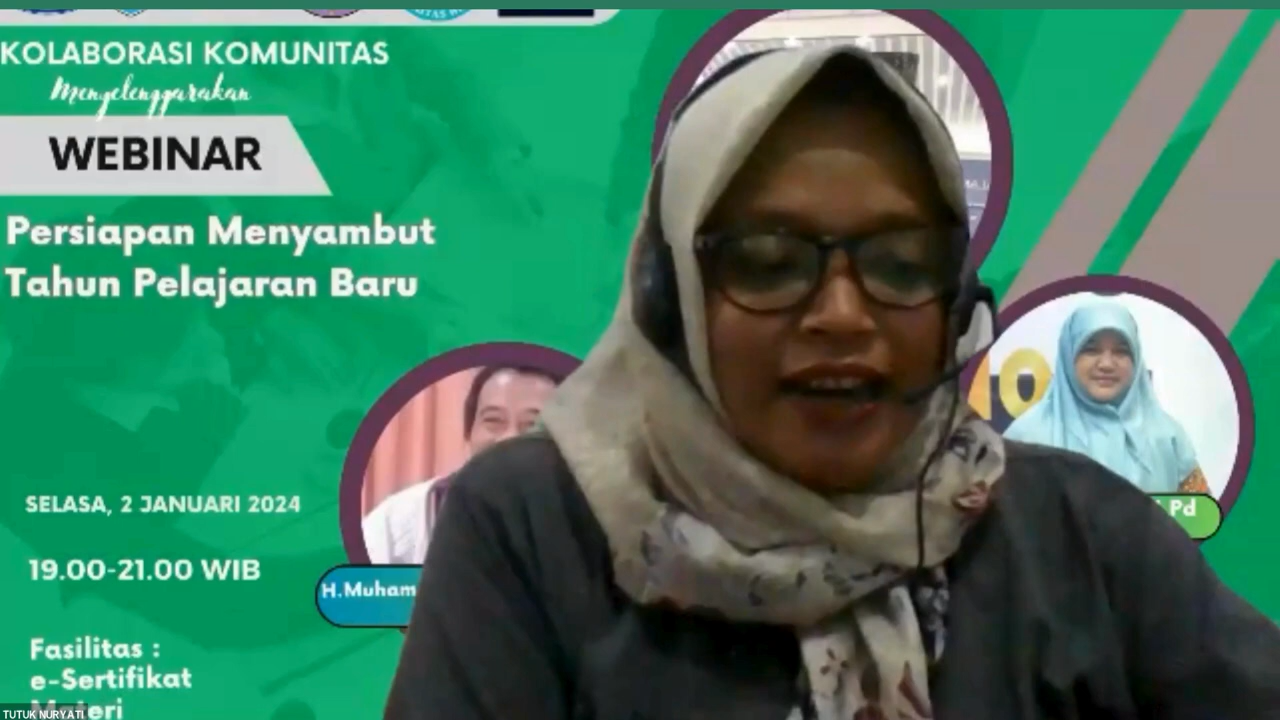 KOLABORASI KOMUNITAS
Menyelenggarakan
WEBINAR
Persiapan Menyambut
Tahun Pelajaran Baru
SELASA, 2 JANUARI 2024
19.00-21.00 WIB
H.Muham
Pd
Fasilitas :
e-Sertifikat
Materi
TUTUK NURYATI